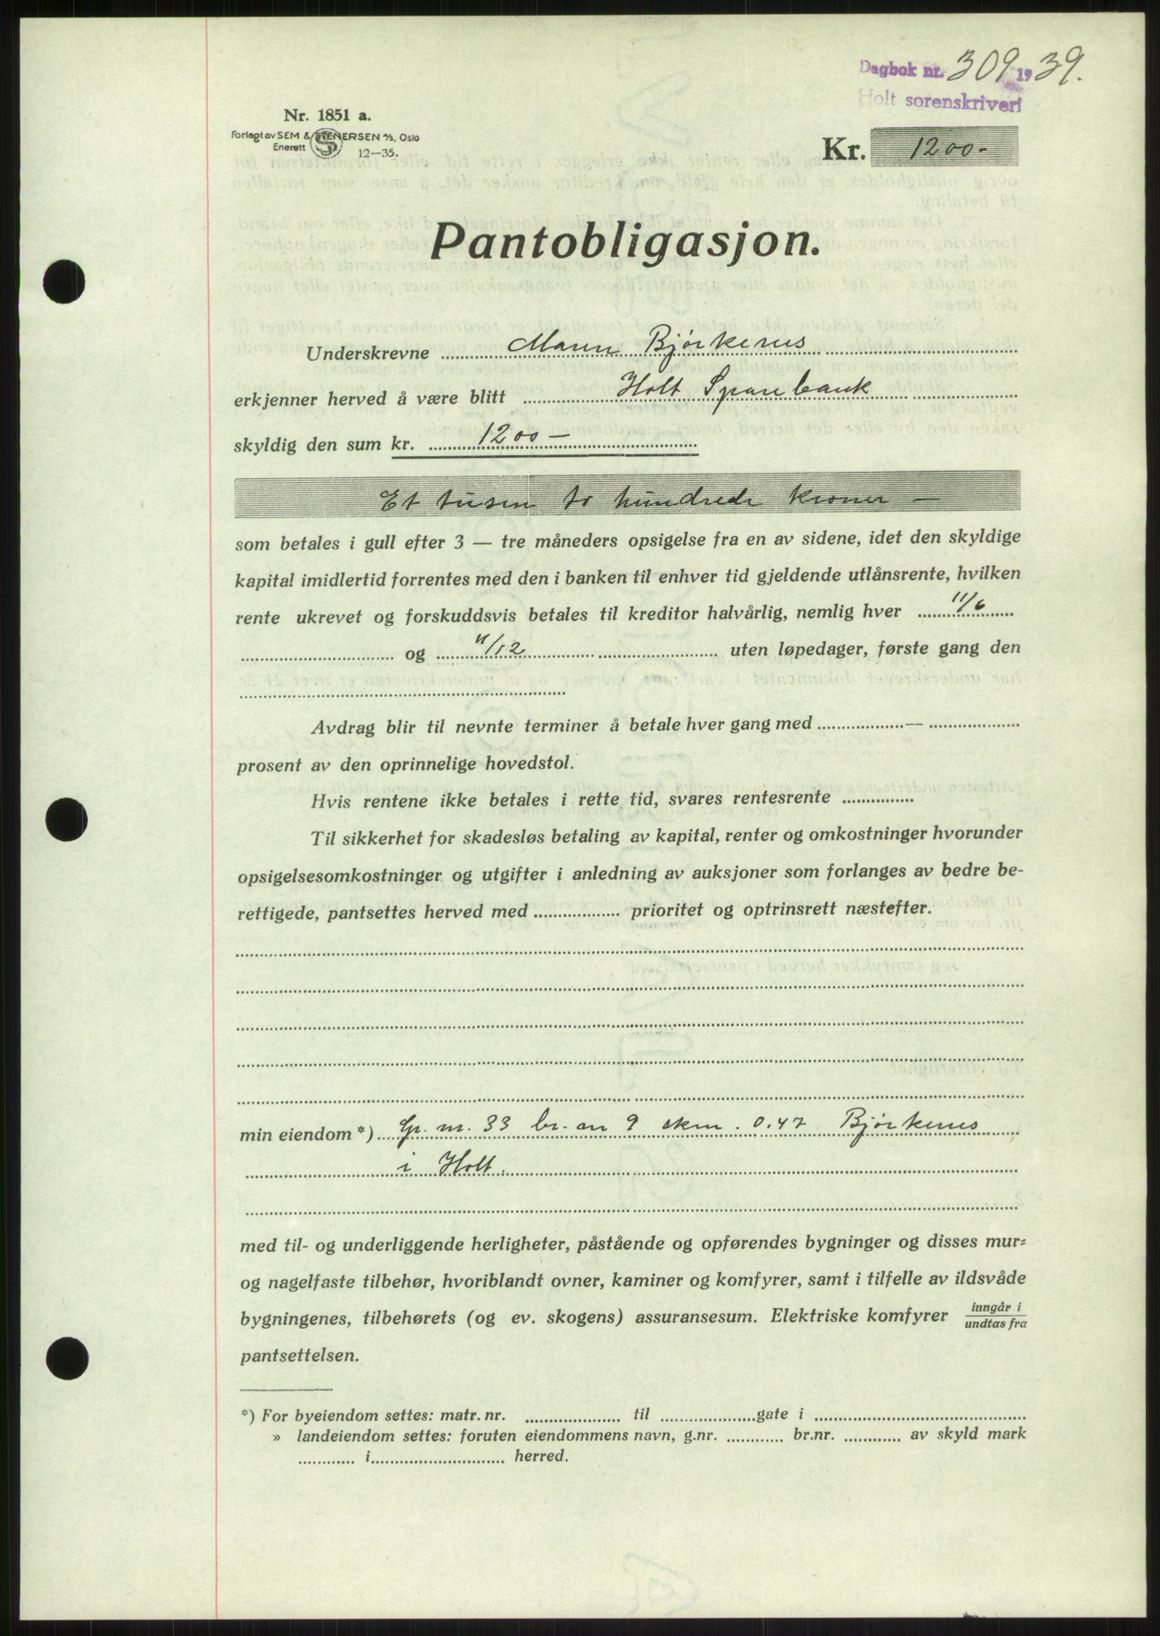 Dagbok nr. 309 1939.
Holt sorenskriveri
Nr. 1851 a.
Forlagt av SEM & STENERSEN A/S, Oslo
Enerett 12—35.
Kr. 1200-
Pantobligasjon.
Underskrevne Maren Bjørkenes
erkjenner herved å være blitt Holt Sparebank
skyldig den sum kr. 1200 —
Et tusen to hundrede kroner —
som betales i gull efter 3 — tre måneders opsigelse fra en av sidene, idet den skyldige
kapital imidlertid forrentes med den i banken til enhver tid gjeldende utlånsrente, hvilken
rente ukrevet og forskuddsvis betales til kreditor halvårlig, nemlig hver 11/6
og 11/12 uten løpedager, første gang den
Avdrag blir til nevnte terminer å betale hver gang med —
prosent av den oprinnelige hovedstol.
Hvis rentene ikke betales i rette tid, svares rentesrente
Til sikkerhet for skadesløs betaling av kapital, renter og omkostninger hvorunder
opsigelsesomkostninger og utgifter i anledning av auksjoner som forlanges av bedre be-
rettigede, pantsettes herved med prioritet og optrinsrett næstefter.
min eiendom *) Gr. nr. 33 br. nr 9 skm. 0.47 Bjørkenes
i Holt.
med til- og underliggende herligheter, påstående og opførendes bygninger og disses mur-
og nagelfaste tilbehør, hvoriblandt ovner, kaminer og komfyrer, samt i tilfelle av ildsvåde
bygningenes, tilbehørets (og ev. skogens) assuransesum. Elektriske komfyrer inngår i
undtas fra
pantsettelsen.
*) For byeiendom settes: matr. nr. til gate i
» landeiendom settes: foruten eiendommens navn, g.nr. br.nr. av skyld mark
i herred.